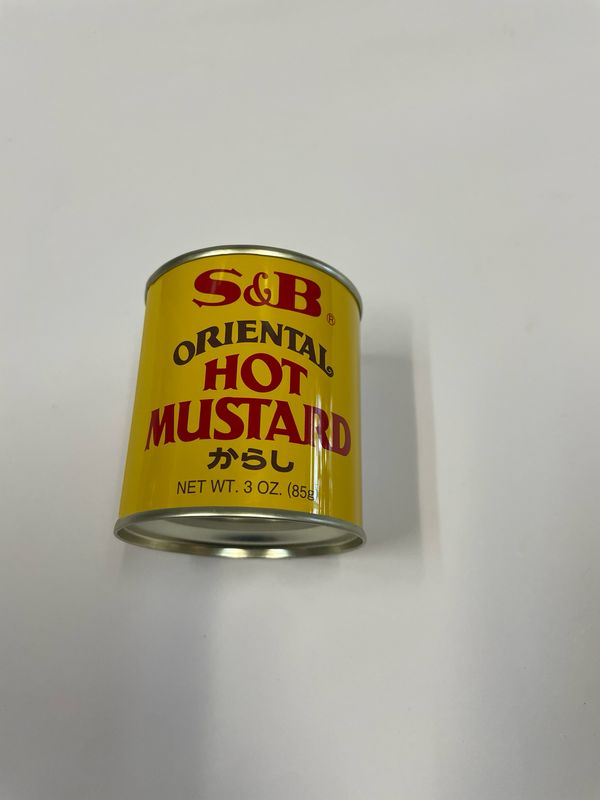 S&B®
ORIENTAL
HOT
MUSTARD
からし
NET WT. 3 OZ. (85g)